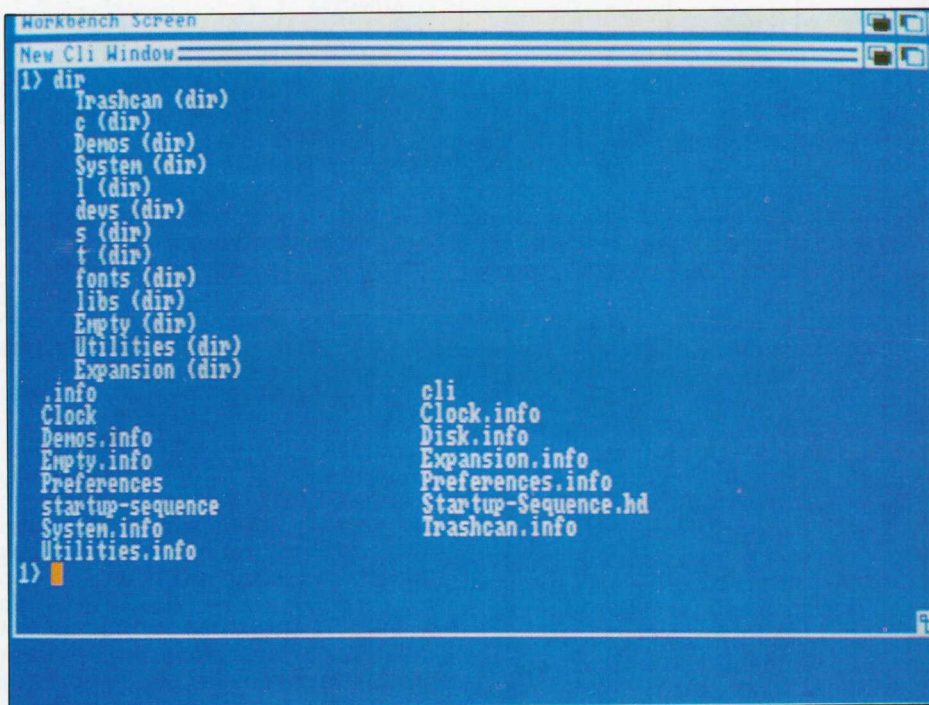 Workbench Screen
New Cli Window
1> dir
Trashcan (dir)
c (dir)
Demos (dir)
System (dir)
l (dir)
devs (dir)
s (dir)
t (dir)
fonts (dir)
libs (dir)
Empty (dir)
Utilities (dir)
Expansion (dir)
.info cli
Clock Clock.info
Demos.info Disk.info
Empty.info Expansion.info
Preferences Preferences.info
startup-sequence Startup-Sequence.hd
System.info Trashcan.info
Utilities.info
1>